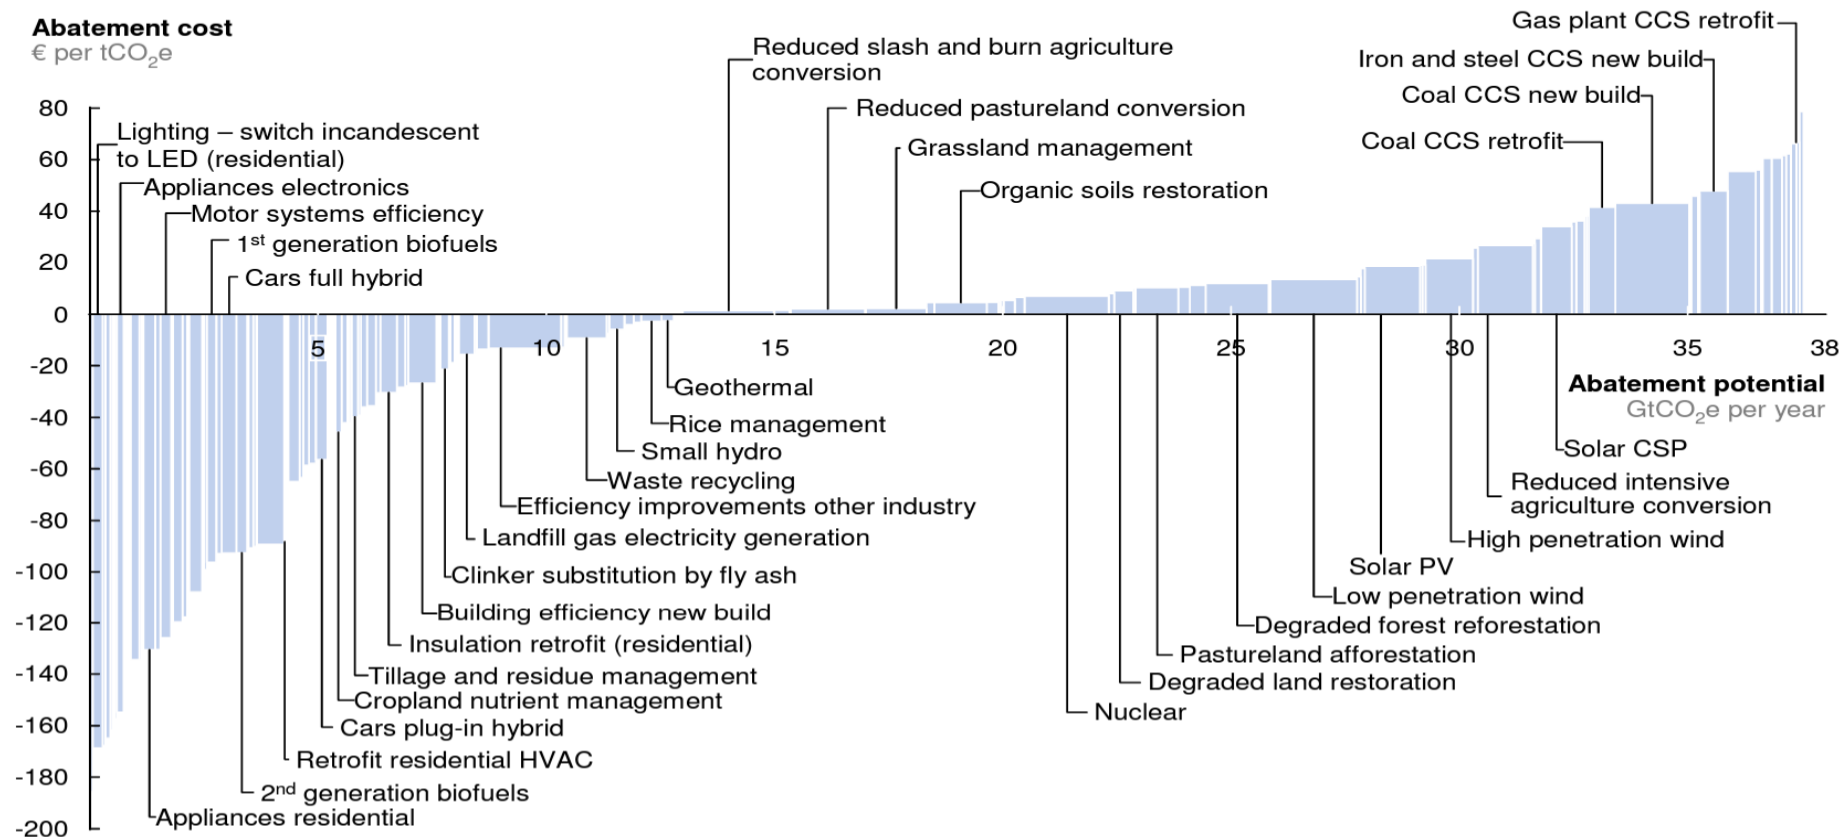 Abatement cost
€ per tCO₂e
Gas plant CCS retrofit
Reduced slash and burn agriculture
conversion
Iron and steel CCS new build
Coal CCS new build
Reduced pastureland conversion
Coal CCS retrofit
Grassland management
Organic soils restoration
80
60
40
20
0
-20
-40
-60
-80
-100
-120
-140
-160
-180
-200
Lighting – switch incandescent
to LED (residential)
Appliances electronics
Motor systems efficiency
1st generation biofuels
Cars full hybrid
5
10
15
20
25
30
35
38
Abatement potential
GtCO₂e per year
Geothermal
Rice management
Small hydro
Waste recycling
Efficiency improvements other industry
Landfill gas electricity generation
Clinker substitution by fly ash
Building efficiency new build
Insulation retrofit (residential)
Tillage and residue management
Cropland nutrient management
Cars plug-in hybrid
Retrofit residential HVAC
2nd generation biofuels
Appliances residential
Solar CSP
Reduced intensive
agriculture conversion
High penetration wind
Solar PV
Low penetration wind
Degraded forest reforestation
Pastureland afforestation
Degraded land restoration
Nuclear